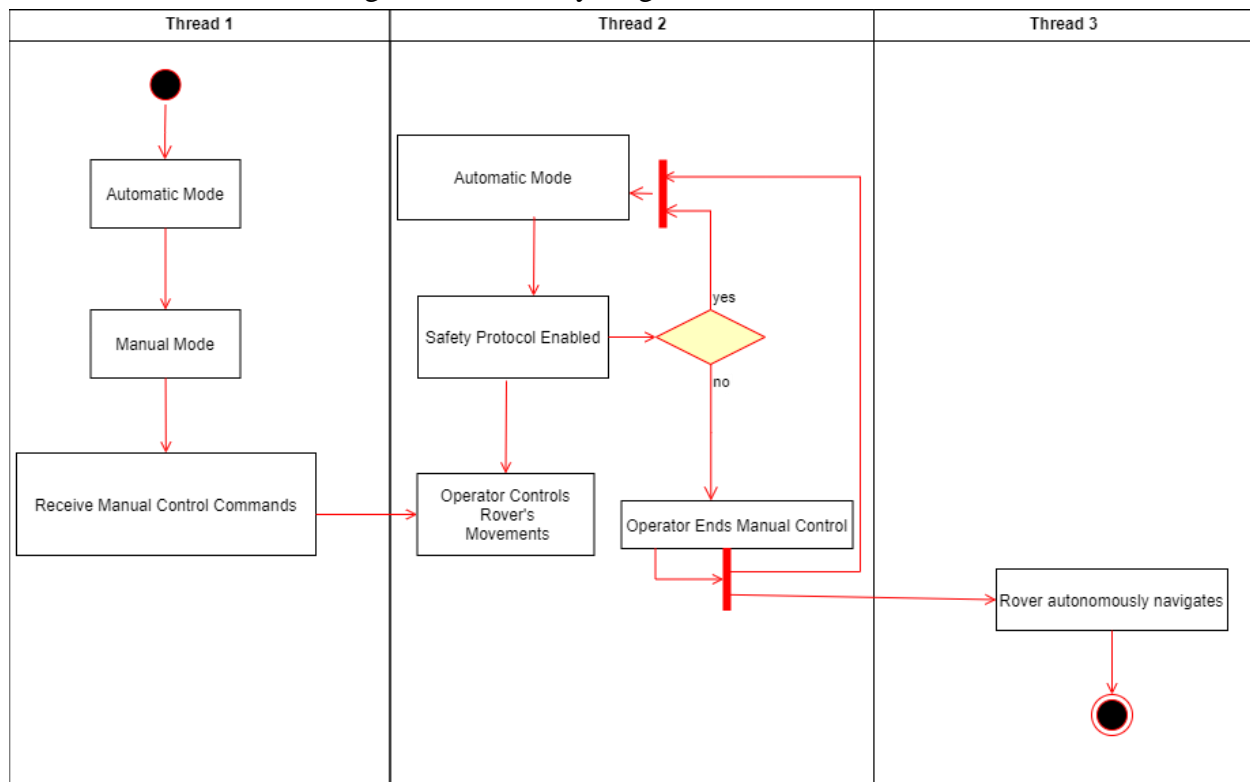 Thread 1
Thread 2
Thread 3
Automatic Mode
Manual Mode
Receive Manual Control Commands
Automatic Mode
Safety Protocol Enabled
yes
no
Operator Controls
Rover's
Movements
Operator Ends Manual Control
Rover autonomously navigates